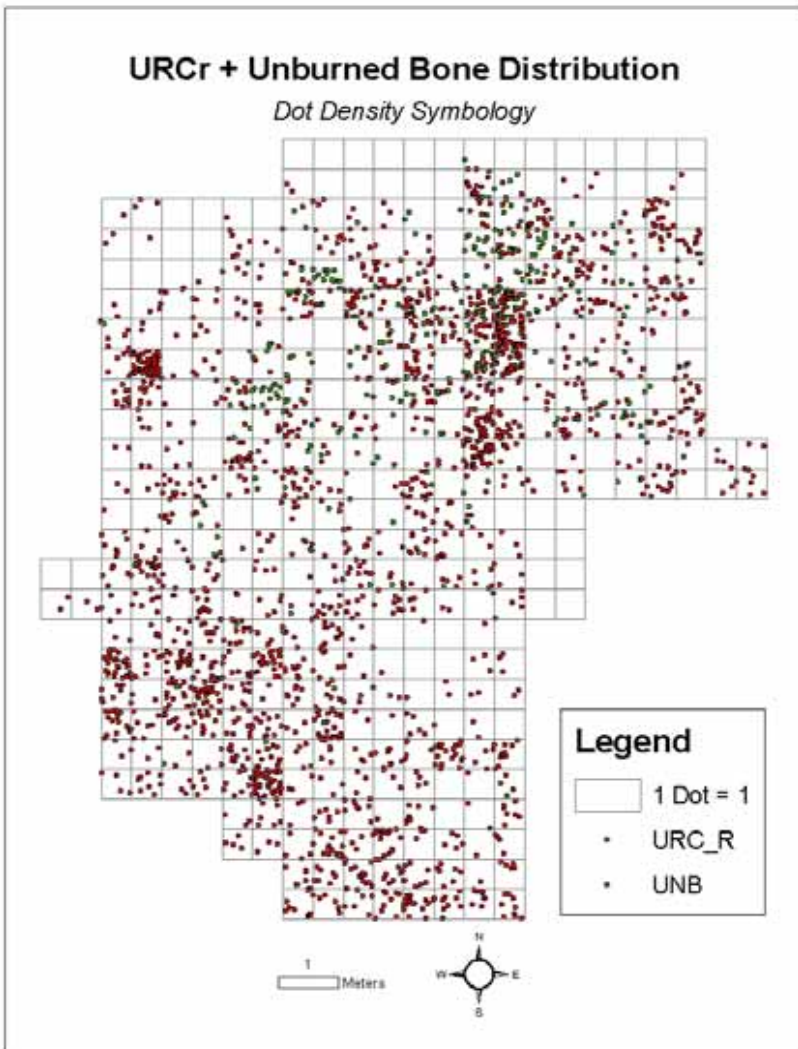 URCr + Unburned Bone Distribution
Dot Density Symbology
Legend
1 Dot = 1
URC_R
UNB
1
Meters
N
W E
S